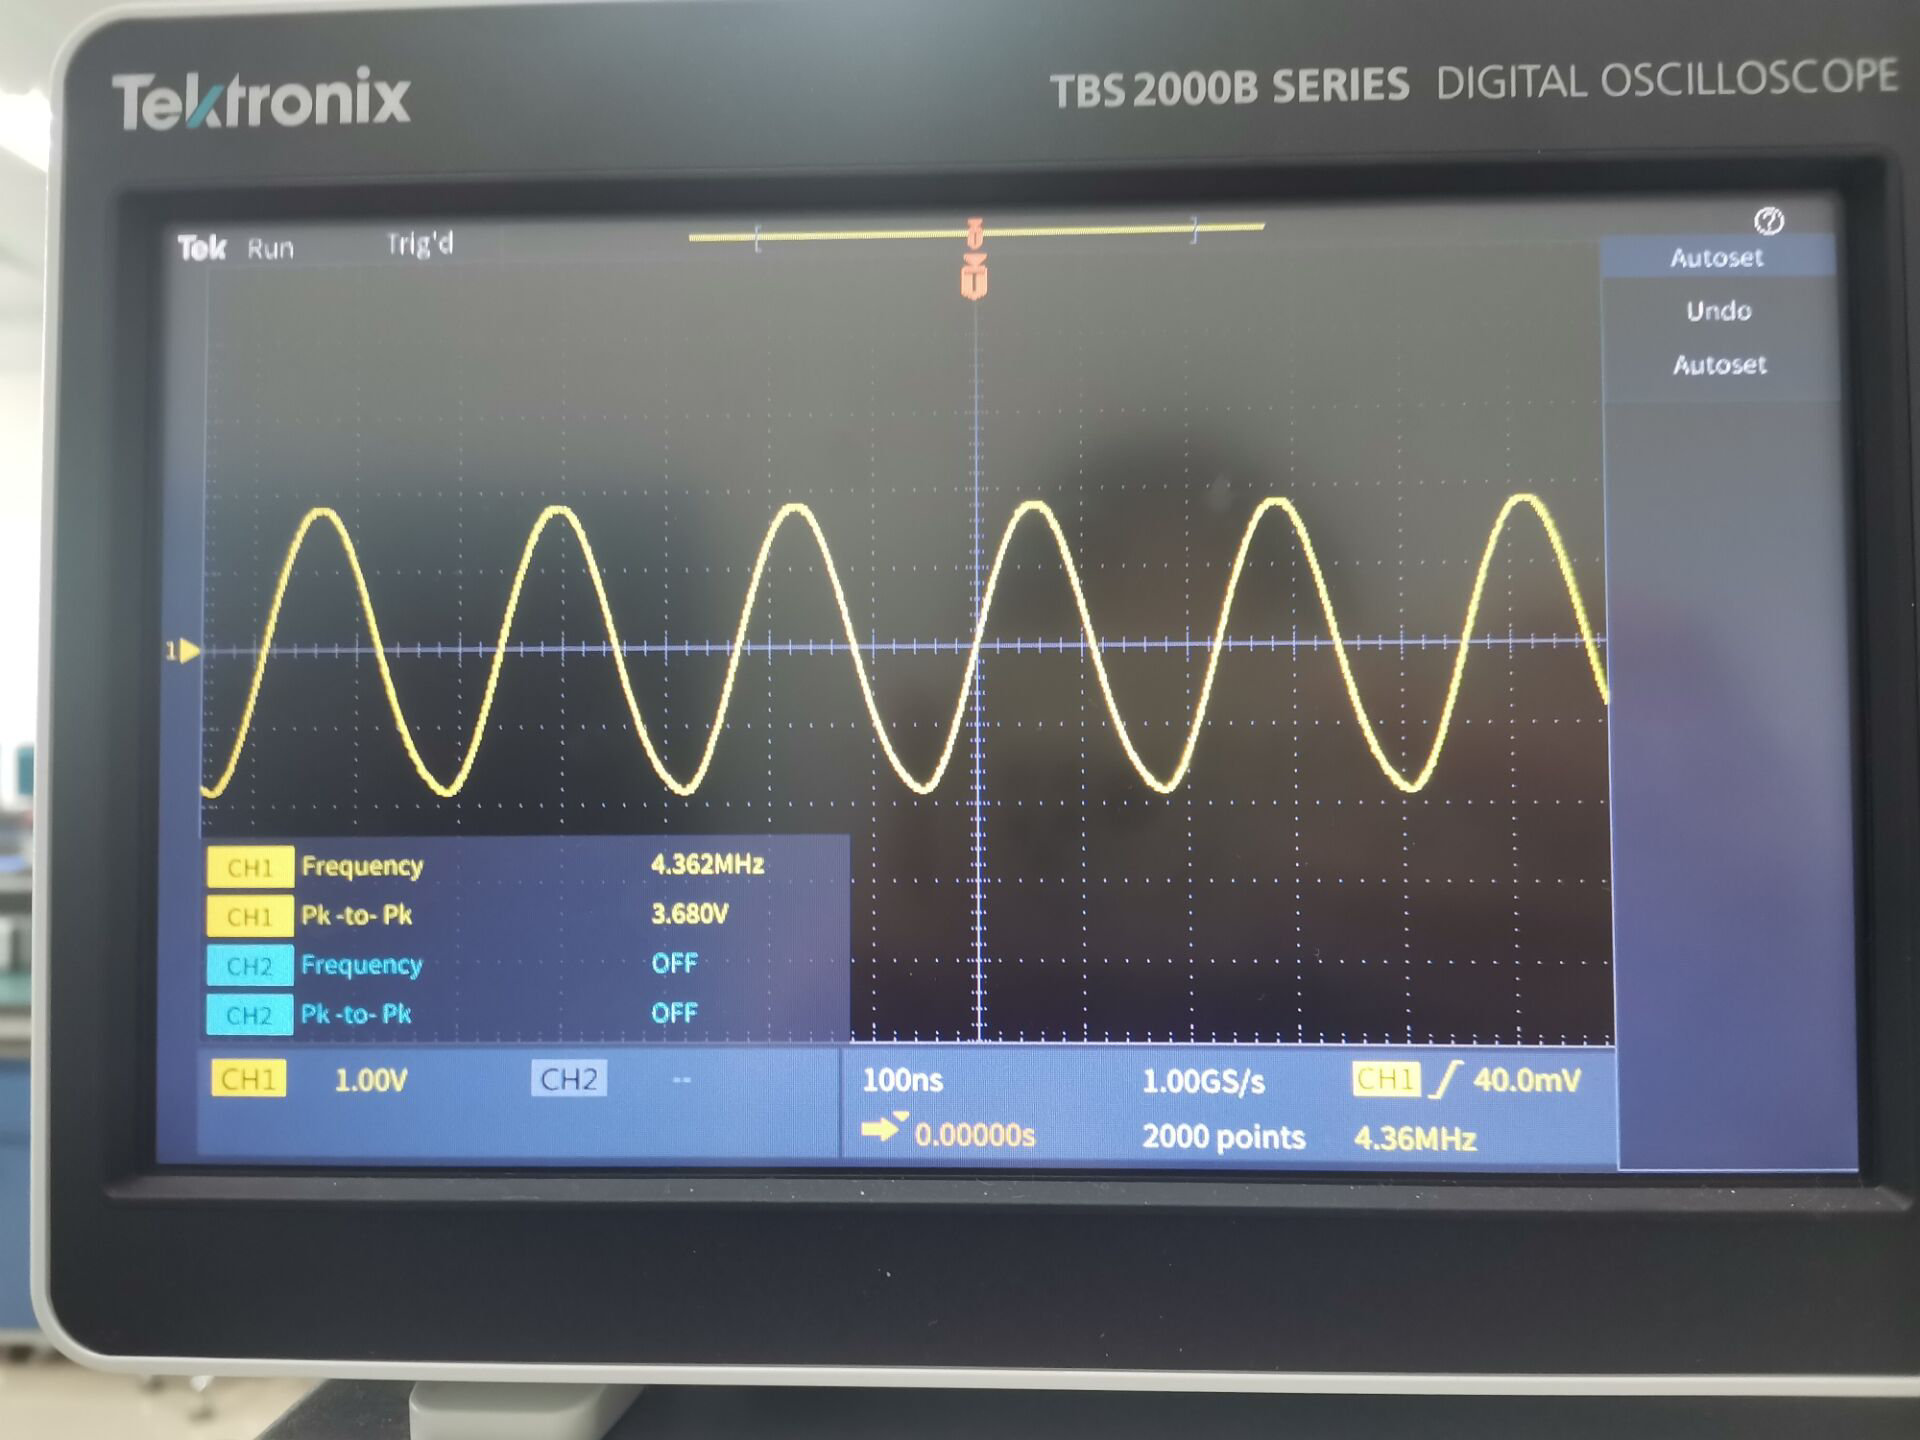 Tektronix
TBS 2000B SERIES DIGITAL OSCILLOSCOPE
Tek Run Trig'd
T
T
Autoset
Undo
Autoset
1
CH1 Frequency 4.362MHz
CH1 Pk -to- Pk 3.680V
CH2 Frequency OFF
CH2 Pk -to- Pk OFF
CH1 1.00V CH2 -- 100ns 1.00GS/s CH1 40.0mV
0.00000s 2000 points 4.36MHz